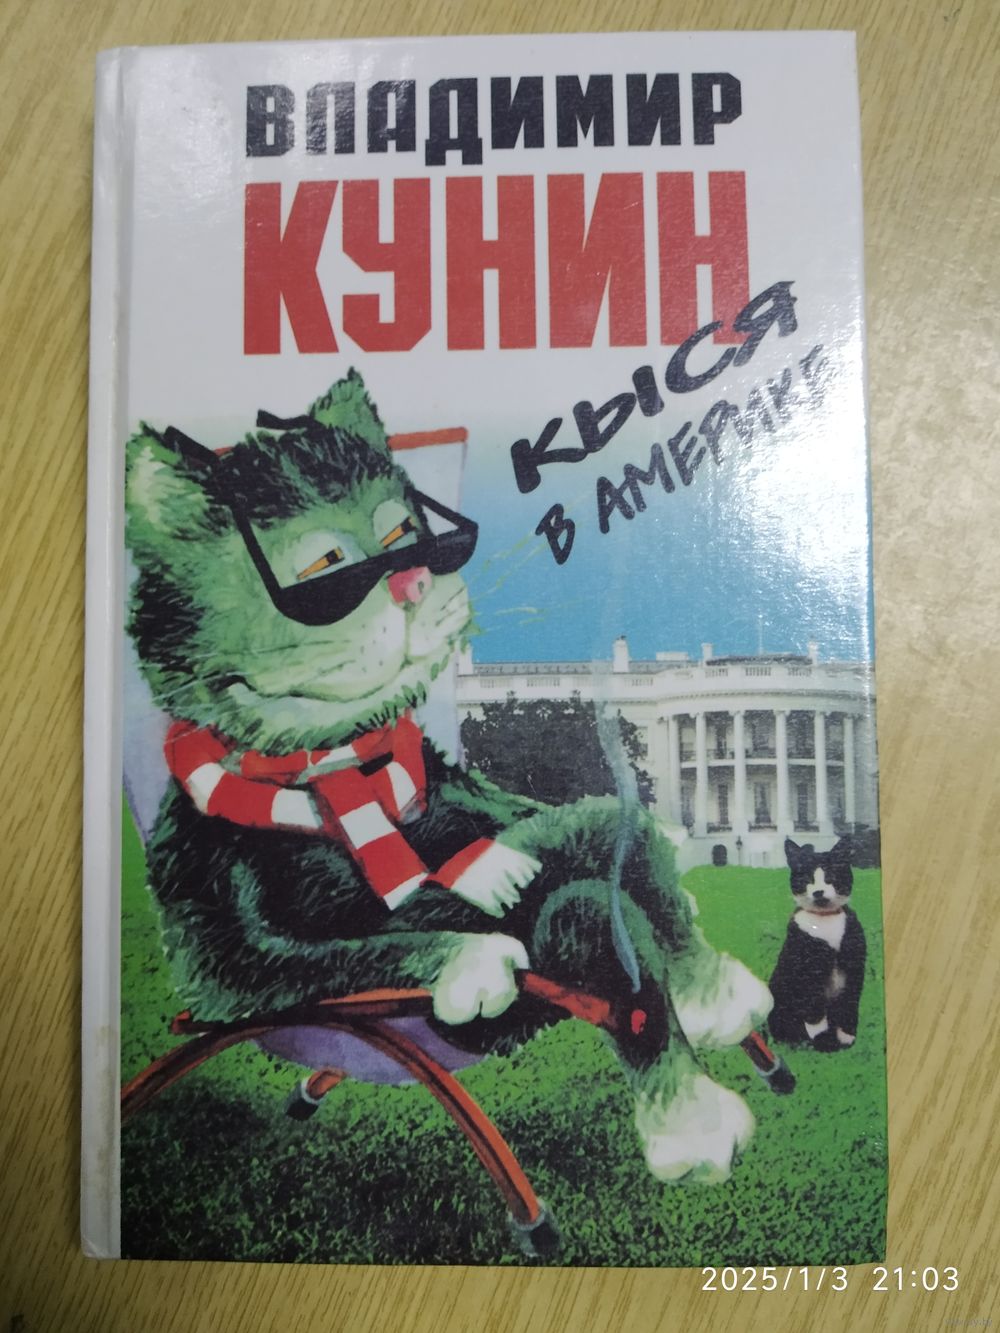 ВЛАДИМИР
КУНИН
КЫСЯ
В АМЕРИКЕ
2025/1/3 21:03